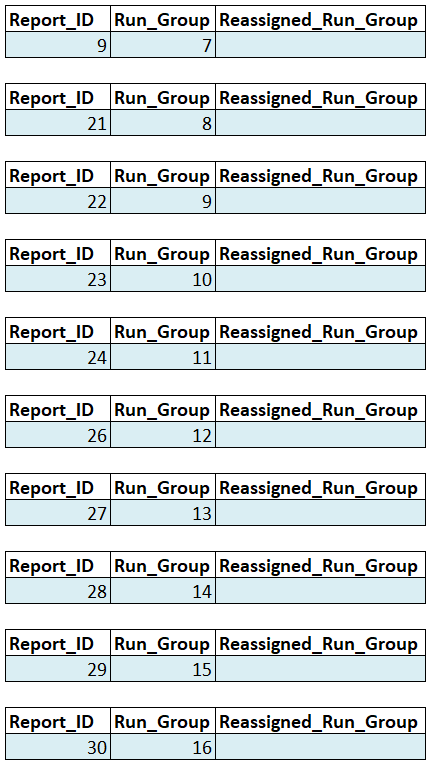 Report_ID Run_Group Reassigned_Run_Group
9 7
Report_ID Run_Group Reassigned_Run_Group
21 8
Report_ID Run_Group Reassigned_Run_Group
22 9
Report_ID Run_Group Reassigned_Run_Group
23 10
Report_ID Run_Group Reassigned_Run_Group
24 11
Report_ID Run_Group Reassigned_Run_Group
26 12
Report_ID Run_Group Reassigned_Run_Group
27 13
Report_ID Run_Group Reassigned_Run_Group
28 14
Report_ID Run_Group Reassigned_Run_Group
29 15
Report_ID Run_Group Reassigned_Run_Group
30 16